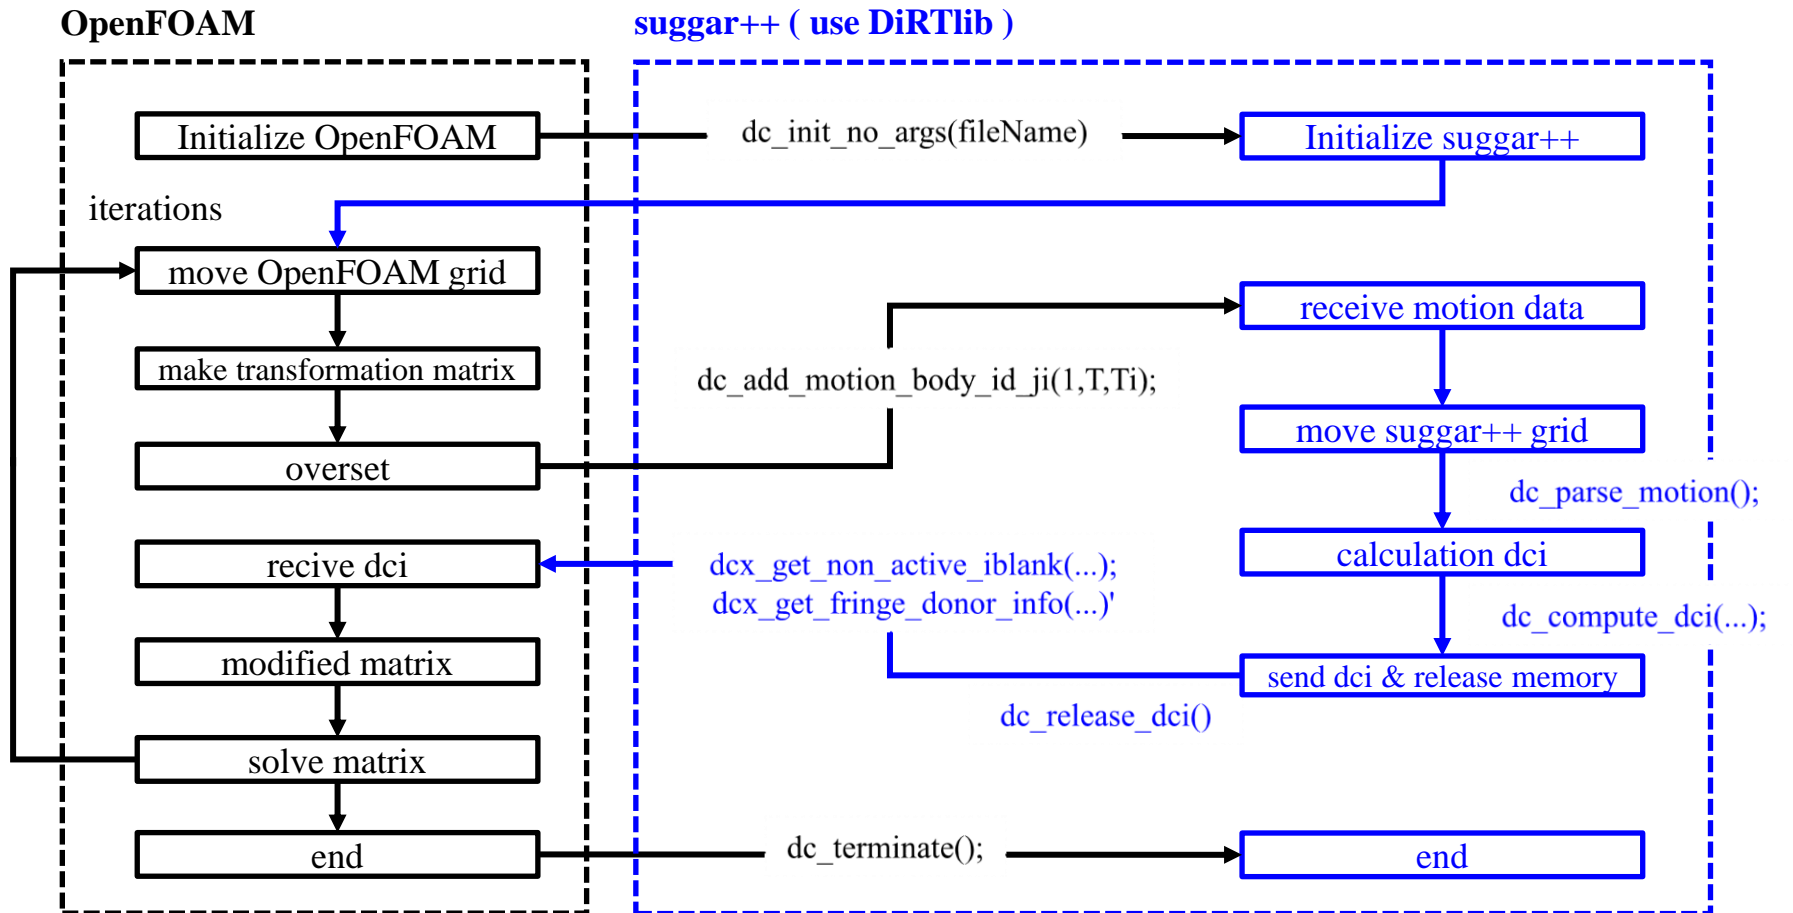 OpenFOAM
suggar++ ( use DiRTlib )
Initialize OpenFOAM
dc_init_no_args(fileName)
Initialize suggar++
iterations
move OpenFOAM grid
receive motion data
make transformation matrix
dc_add_motion_body_id_ji(1,T,Ti);
move suggar++ grid
overset
dc_parse_motion();
recive dci
dcx_get_non_active_iblank(...);
dcx_get_fringe_donor_info(...)'
calculation dci
dc_compute_dci(...);
modified matrix
send dci & release memory
dc_release_dci()
solve matrix
end
dc_terminate();
end